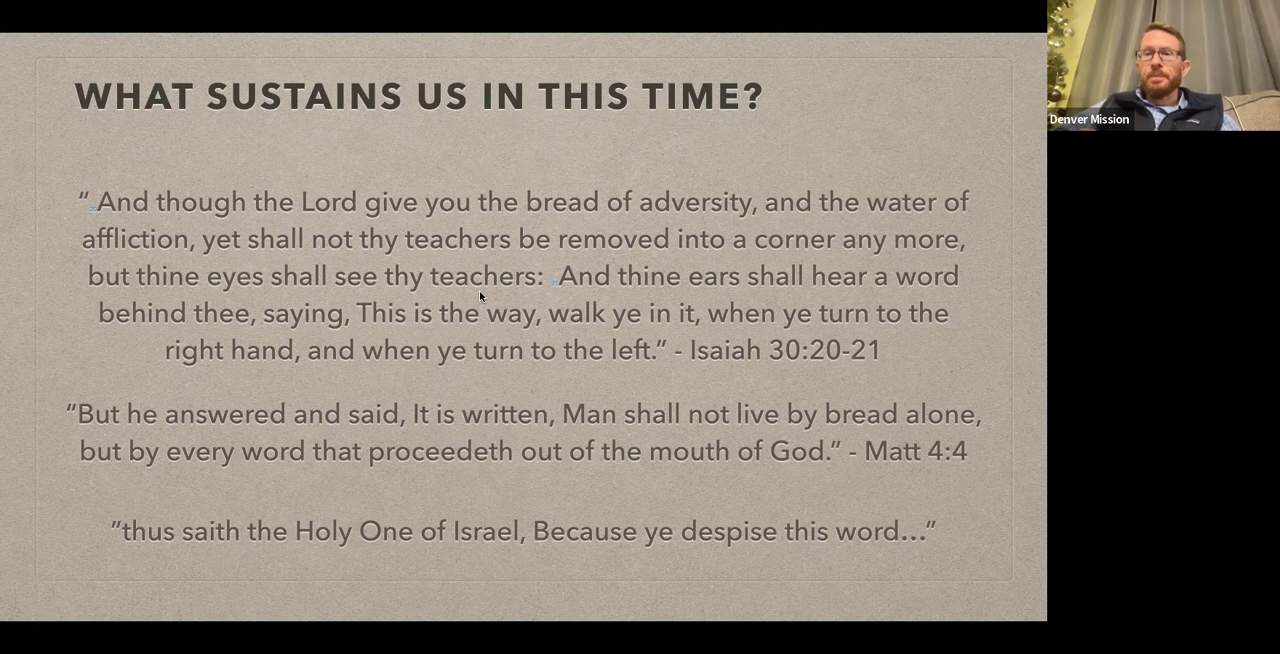 WHAT SUSTAINS US IN THIS TIME?
“ And though the Lord give you the bread of adversity, and the water of
affliction, yet shall not thy teachers be removed into a corner any more,
but thine eyes shall see thy teachers: And thine ears shall hear a word
behind thee, saying, This is the way, walk ye in it, when ye turn to the
right hand, and when ye turn to the left.” - Isaiah 30:20-21
“But he answered and said, It is written, Man shall not live by bread alone,
but by every word that proceedeth out of the mouth of God.” - Matt 4:4
“thus saith the Holy One of Israel, Because ye despise this word...”
Denver Mission